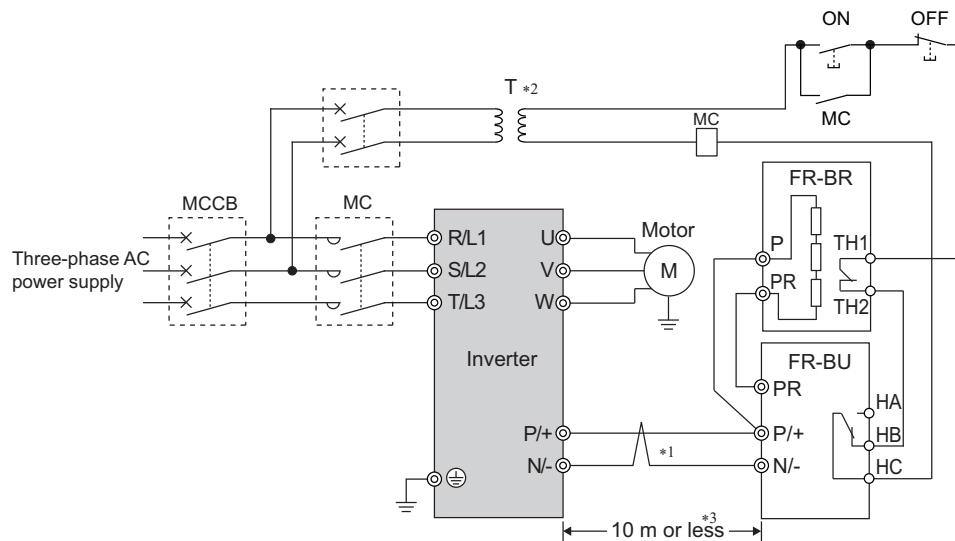 ON
OFF
T *2
MC
MC
FR-BR
MCCB
MC
Motor
P
TH1
R/L1
U
Three-phase AC
power supply
S/L2
V
M
PR
T/L3
W
TH2
Inverter
FR-BU
PR
HA
P/+
P/+
HB
*1
N/-
N/-
HC
10 m or less *3